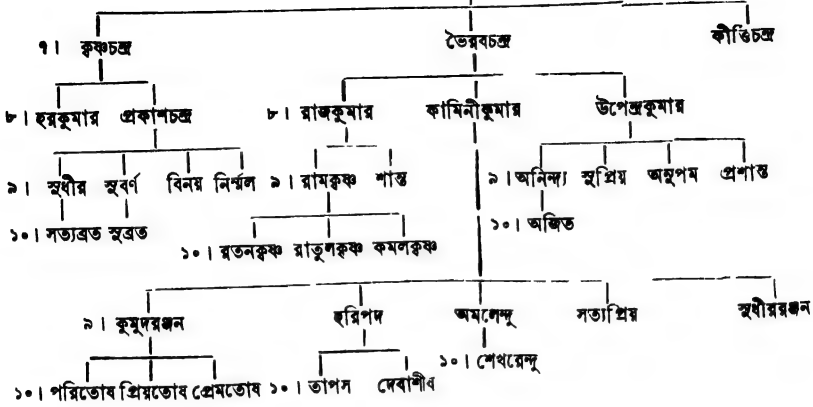 ৭। কৃষ্ণচন্দ্র ভৈরবচন্দ্র কীর্ত্তিচন্দ্র
৮। হরকুমার প্রকাশচন্দ্র ৮। রাজকুমার কামিনীকুমার উপেন্দ্রকুমার
৯। সুধীর সুবর্ণ বিনয় নির্ম্মল ৯। রামকৃষ্ণ শান্ত ৯। অনিন্দ্য সুপ্রিয় অনুপম প্রশান্ত
১০। সত্যব্রত সুব্রত ১০। রতনকৃষ্ণ রাতুলকৃষ্ণ কমলকৃষ্ণ ১০। অজিত
৯। কুমুদরঞ্জন হরিপদ অমলেন্দু সত্যপ্রিয় সুধীররঞ্জন
১০। পরিতোষ প্রিয়তোষ প্রেমতোষ ১০। তাপস দেবাশীষ ১০। শেখরেন্দু